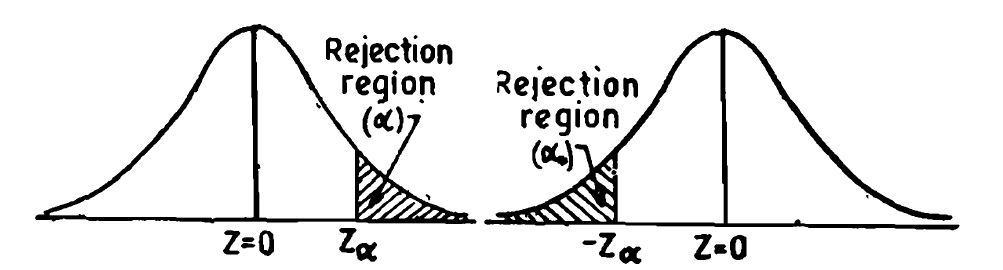 Rejection
region
(α)
Z=0
Zα
Rejection
region
(α)
-Zα
Z=0